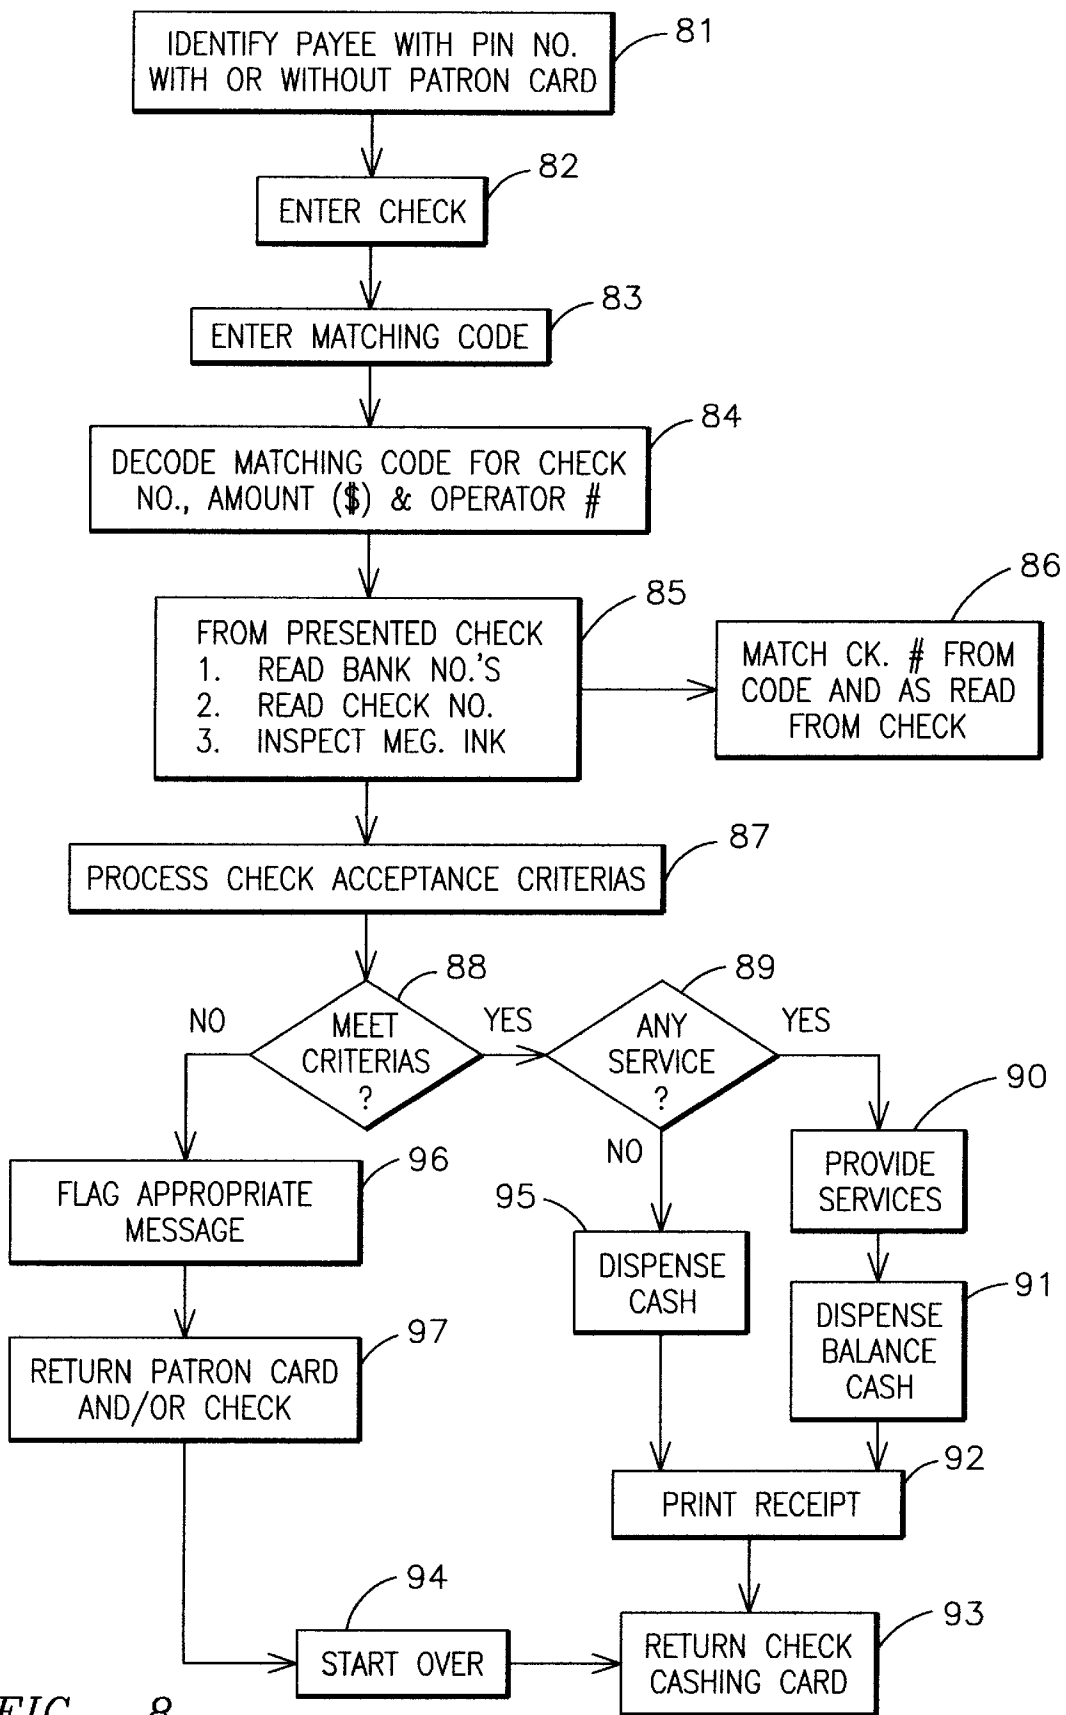 IDENTIFY PAYEE WITH PIN NO.
WITH OR WITHOUT PATRON CARD
81
ENTER CHECK
82
ENTER MATCHING CODE
83
DECODE MATCHING CODE FOR CHECK
NO., AMOUNT ($) & OPERATOR #
84
FROM PRESENTED CHECK
1. READ BANK NO.'S
2. READ CHECK NO.
3. INSPECT MEG. INK
85
MATCH CK. # FROM
CODE AND AS READ
FROM CHECK
86
PROCESS CHECK ACCEPTANCE CRITERIAS
87
MEET
CRITERIAS
?
88
NO
YES
ANY
SERVICE
?
89
YES
NO
PROVIDE
SERVICES
90
FLAG APPROPRIATE
MESSAGE
96
DISPENSE
CASH
95
DISPENSE
BALANCE
CASH
91
RETURN PATRON CARD
AND/OR CHECK
97
PRINT RECEIPT
92
START OVER
94
RETURN CHECK
CASHING CARD
93
FIG. 8